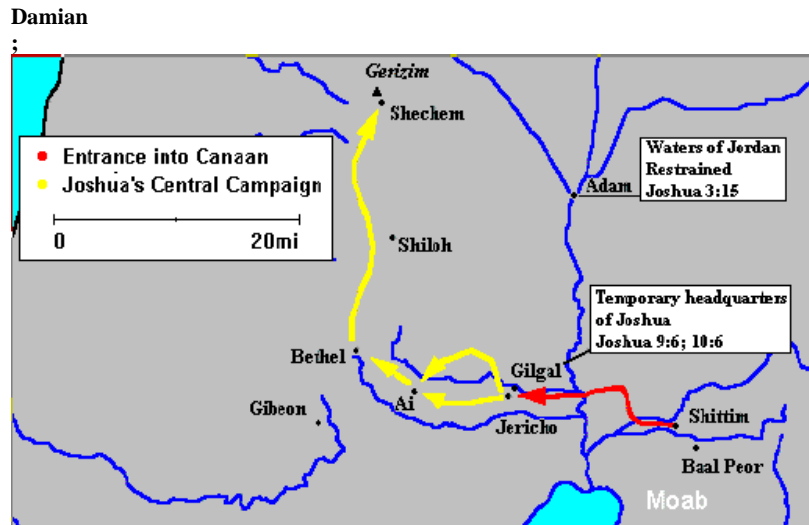 Damian
;
Gerizim
Shechem
Entrance into Canaan
Joshua's Central Campaign
0 20mi
Waters of Jordan
Restrained
Joshua 3:15
Adam
Shiloh
Temporary headquarters
of Joshua
Joshua 9:6; 10:6
Bethel
Gilgal
Ai
Gibeon
Jericho
Shittim
Baal Peor
Moab